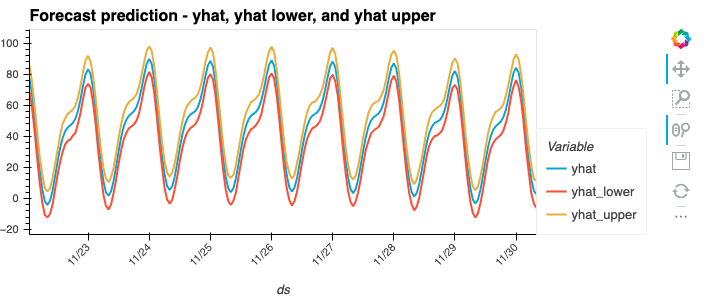 Forecast prediction - yhat, yhat lower, and yhat upper
100
80
60
40
20
0
−20
11/23
11/24
11/25
11/26
11/27
11/28
11/29
11/30
ds
Variable
yhat
yhat_lower
yhat_upper